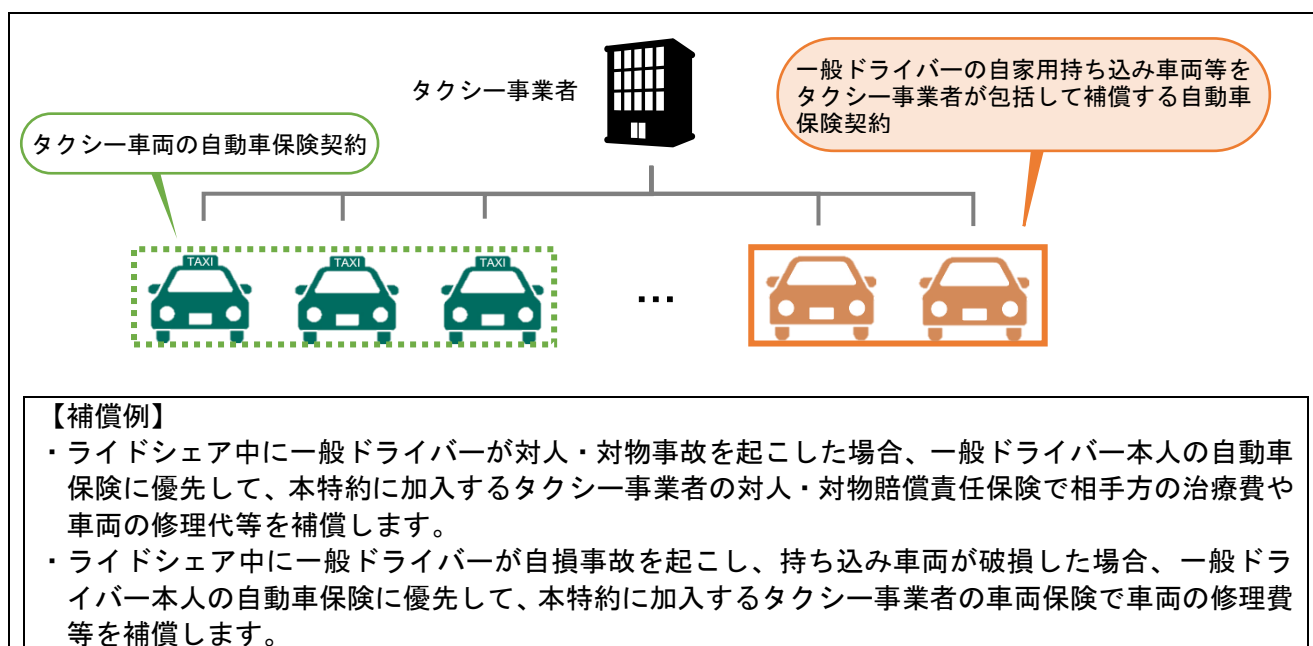 タクシー事業者
一般ドライバーの自家用持ち込み車両等を
タクシー事業者が包括して補償する自動車
保険契約
タクシー車両の自動車保険契約
TAXI
TAXI
TAXI
…
【補償例】
・ライドシェア中に一般ドライバーが対人・対物事故を起こした場合、一般ドライバー本人の自動車
保険に優先して、本特約に加入するタクシー事業者の対人・対物賠償責任保険で相手方の治療費や
車両の修理代等を補償します。
・ライドシェア中に一般ドライバーが自損事故を起こし、持ち込み車両が破損した場合、一般ドラ
イバー本人の自動車保険に優先して、本特約に加入するタクシー事業者の車両保険で車両の修理費
等を補償します。